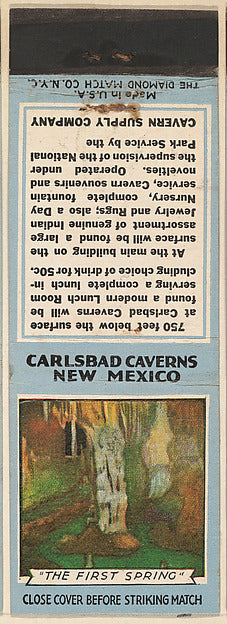 CARLSBAD CAVERNS
NEW MEXICO
"THE FIRST SPRING"
CLOSE COVER BEFORE STRIKING MATCH
750 feet below the surface
at Carlsbad Caverns will be
found a modern Lunch Room
serving a complete lunch in-
cluding choice of drink for 50c.
At the main building on the
surface will be found a large
assortment of genuine Indian
Jewelry and Rugs; also a Day
Nursery, complete fountain
service, Cavern souvenirs and
novelties. Operated under
the supervision of the National
Park Service by the
CAVERN SUPPLY COMPANY
Made in U.S.A.
THE DIAMOND MATCH CO. N.Y.C.